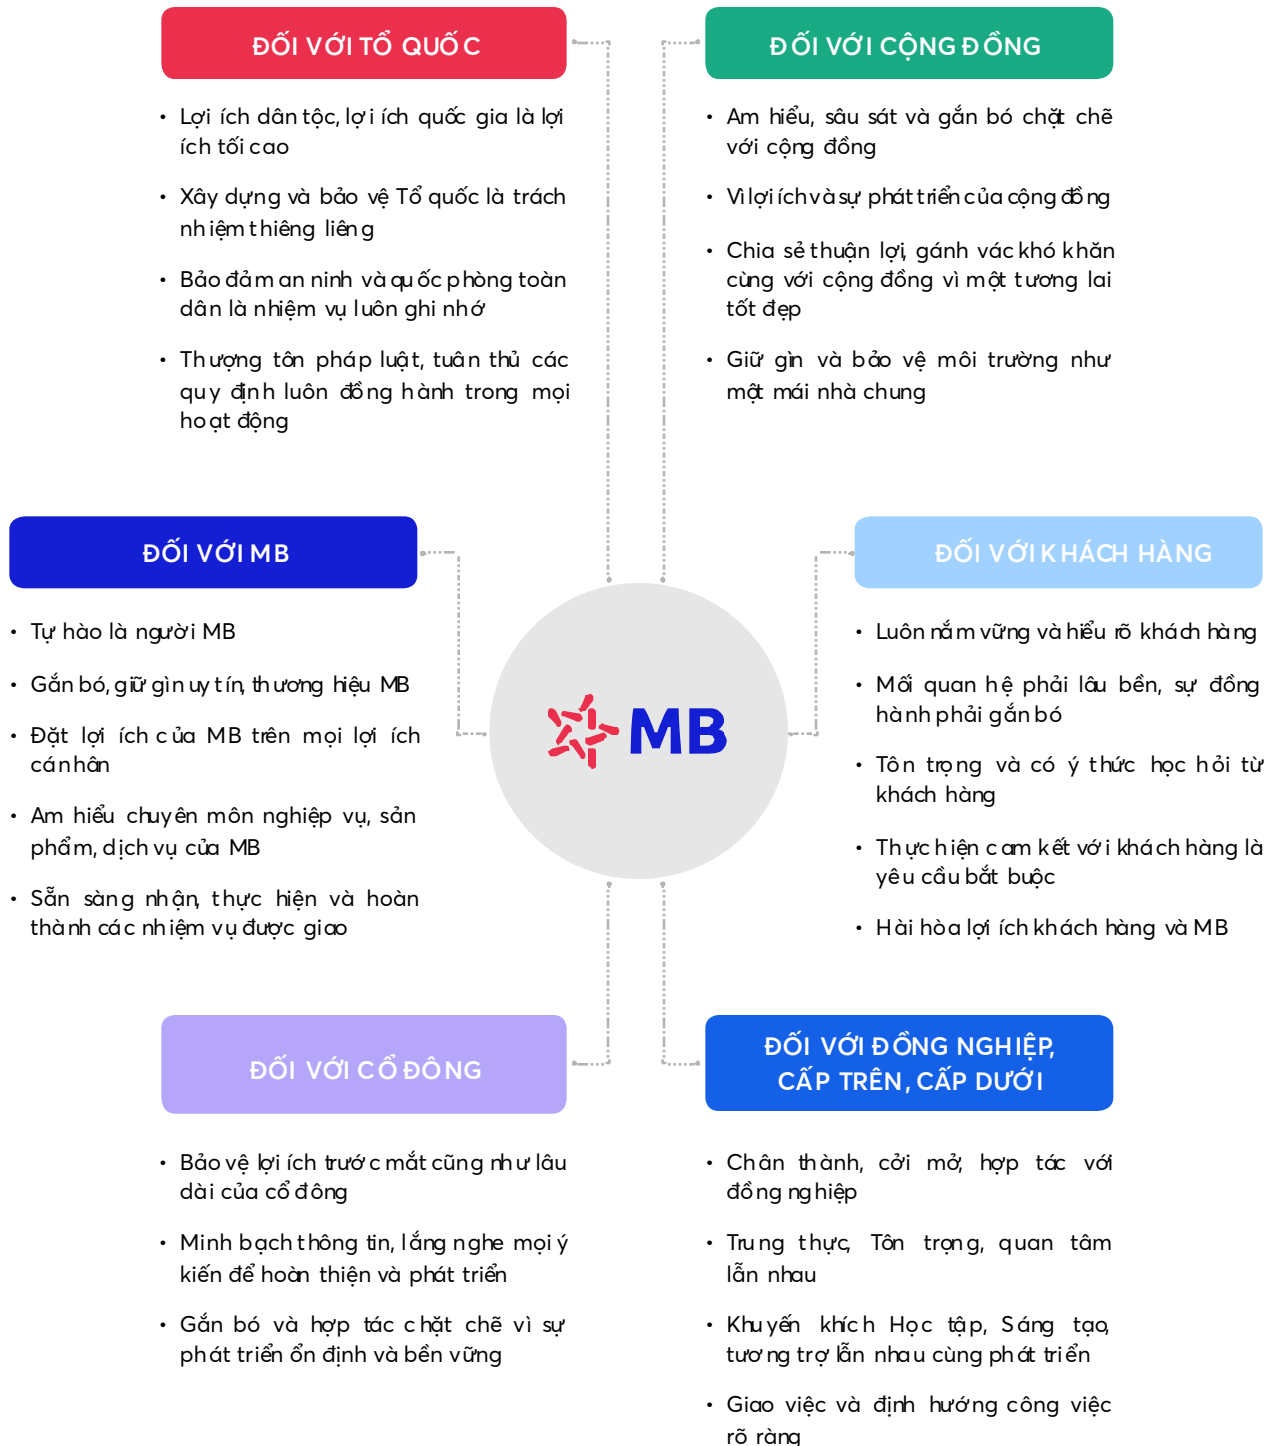 ĐỐI VỚI TỔ QUỐC
• Lợi ích dân tộc, lợi ích quốc gia là lợi
ích tối cao
• Xây dựng và bảo vệ Tổ quốc là trách
nhiệm thiêng liêng
• Bảo đảm an ninh và quốc phòng toàn
dân là nhiệm vụ luôn ghi nhớ
• Thượng tôn pháp luật, tuân thủ các
quy định luôn đồng hành trong mọi
hoạt động
ĐỐI VỚI CỘNG ĐỒNG
• Am hiểu, sâu sát và gắn bó chặt chẽ
với cộng đồng
• Vì lợi ích và sự phát triển của cộng đồng
• Chia sẻ thuận lợi, gánh vác khó khăn
cùng với cộng đồng vì một tương lai
tốt đẹp
• Giữ gìn và bảo vệ môi trường như
một mái nhà chung
ĐỐI VỚI MB
• Tự hào là người MB
• Gắn bó, giữ gìn uy tín, thương hiệu MB
• Đặt lợi ích của MB trên mọi lợi ích
cá nhân
• Am hiểu chuyên môn nghiệp vụ, sản
phẩm, dịch vụ của MB
• Sẵn sàng nhận, thực hiện và hoàn
thành các nhiệm vụ được giao
MB
ĐỐI VỚI KHÁCH HÀNG
• Luôn nắm vững và hiểu rõ khách hàng
• Mối quan hệ phải lâu bền, sự đồng
hành phải gắn bó
• Tôn trọng và có ý thức học hỏi từ
khách hàng
• Thực hiện cam kết với khách hàng là
yêu cầu bắt buộc
• Hài hòa lợi ích khách hàng và MB
ĐỐI VỚI CỔ ĐÔNG
• Bảo vệ lợi ích trước mắt cũng như lâu
dài của cổ đông
• Minh bạch thông tin, lắng nghe mọi ý
kiến để hoàn thiện và phát triển
• Gắn bó và hợp tác chặt chẽ vì sự
phát triển ổn định và bền vững
ĐỐI VỚI ĐỒNG NGHIỆP,
CẤP TRÊN, CẤP DƯỚI
• Chân thành, cởi mở, hợp tác với
đồng nghiệp
• Trung thực, Tôn trọng, quan tâm
lẫn nhau
• Khuyến khích Học tập, Sáng tạo,
tương trợ lẫn nhau cùng phát triển
• Giao việc và định hướng công việc
rõ ràng